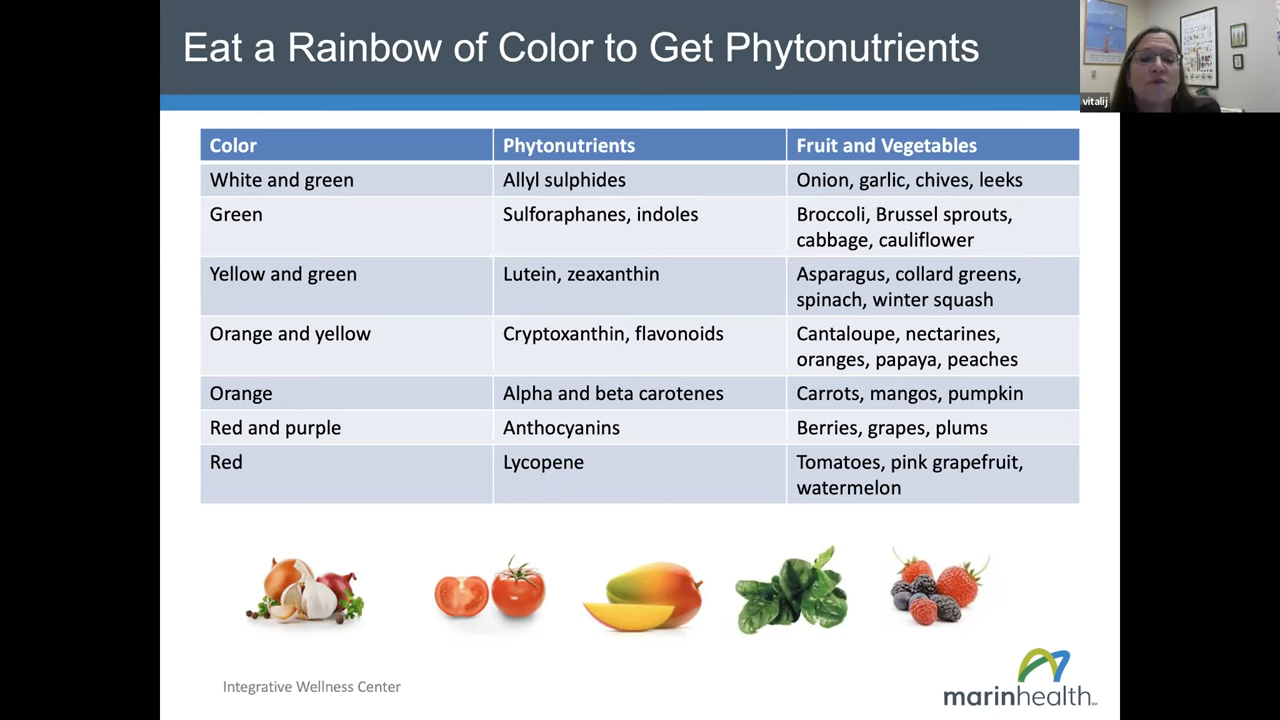 Eat a Rainbow of Color to Get Phytonutrients
vitalij
Color Phytonutrients Fruit and Vegetables
White and green Allyl sulphides Onion, garlic, chives, leeks
Green Sulforaphanes, indoles Broccoli, Brussel sprouts,
cabbage, cauliflower
Yellow and green Lutein, zeaxanthin Asparagus, collard greens,
spinach, winter squash
Orange and yellow Cryptoxanthin, flavonoids Cantaloupe, nectarines,
oranges, papaya, peaches
Orange Alpha and beta carotenes Carrots, mangos, pumpkin
Red and purple Anthocyanins Berries, grapes, plums
Red Lycopene Tomatoes, pink grapefruit,
watermelon
Integrative Wellness Center
marinhealth℠